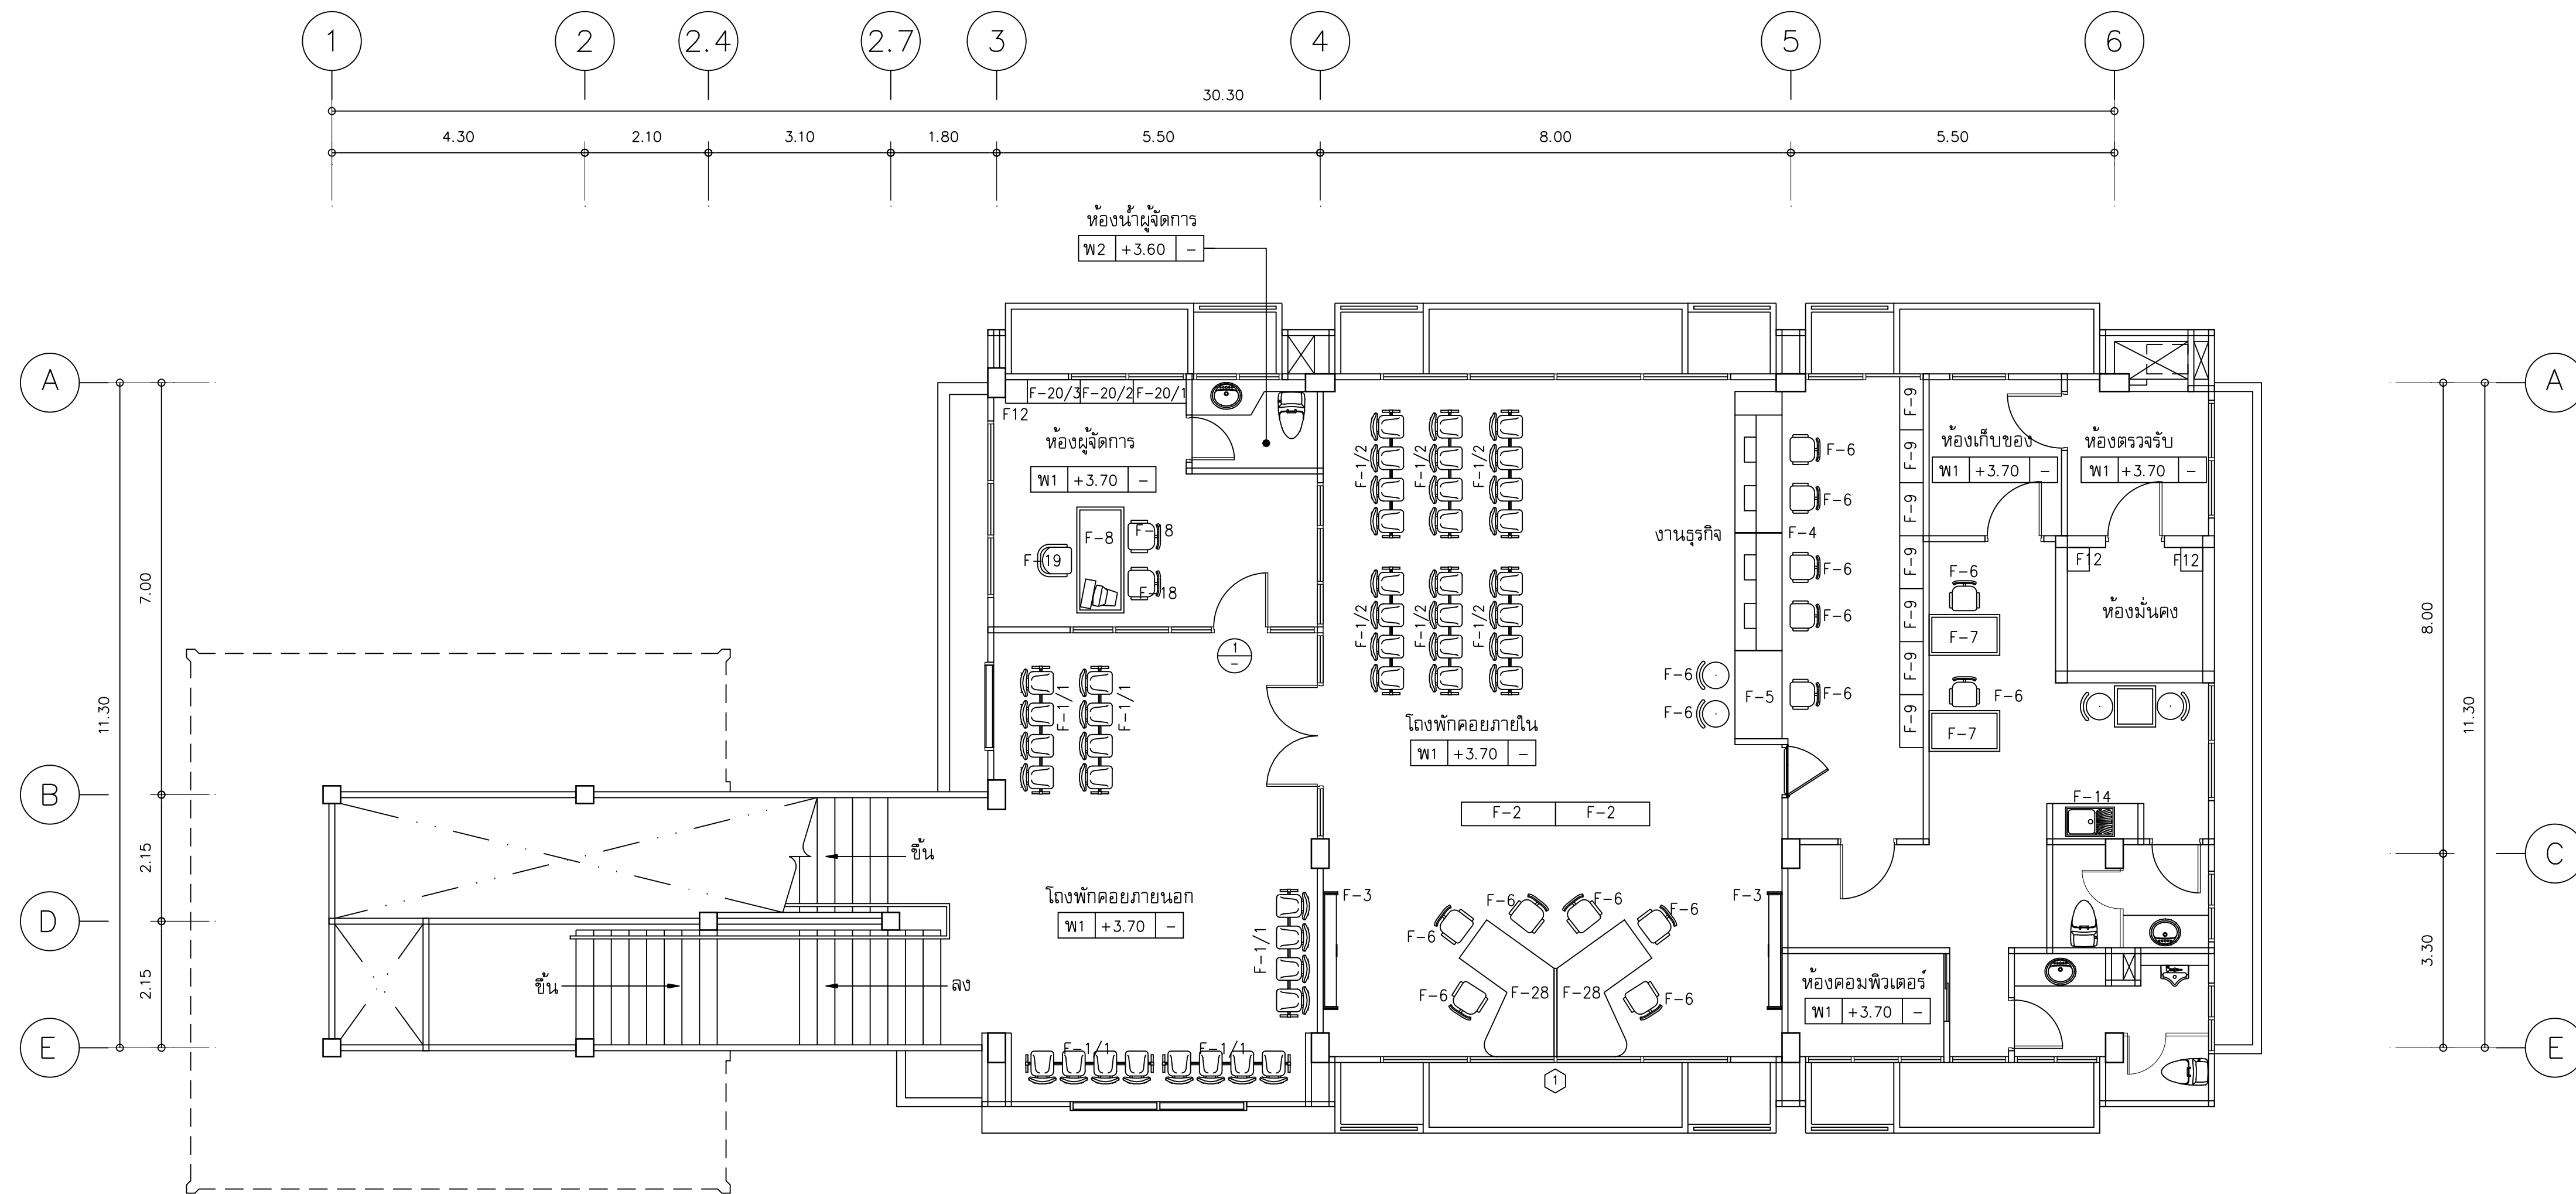 1 2 2.4 2.7 3 4 5 6
30.30
4.30 2.10 3.10 1.80 5.50 8.00 5.50
ห้องน้ำผู้จัดการ
พ2 +3.60 -
A A
F-20/3 F-20/2 F-20/1
F12
ห้องผู้จัดการ
พ1 +3.70 -
F-8
F-18
F-19
F-18
1
-
F-1/2 F-1/2 F-1/2
F-1/2 F-1/2 F-1/2
งานธุรกิจ
F-4
F-6
F-6
F-6
F-6
F-6
F-6
F-6
F-5
F-9
F-9
F-9
F-9
F-9
F-9
F-9
ห้องเก็บของ
พ1 +3.70 -
ห้องตรวจรับ
พ1 +3.70 -
F12 F12
ห้องมั่นคง
F-6
F-7
F-6
F-7
F-14
7.00
11.30
8.00
11.30
F-1/1 F-1/1
โถงพักคอยภายใน
พ1 +3.70 -
F-2 F-2
B
2.15
ขึ้น
C
โถงพักคอยภายนอก
พ1 +3.70 -
F-1/1
F-3 F-3
F-6 F-6 F-6 F-6
F-6 F-28 F-28 F-6
D
2.15
3.30
ขึ้น
ลง
ห้องคอมพิวเตอร์
พ1 +3.70 -
E E
F-1/1 F-1/1
1